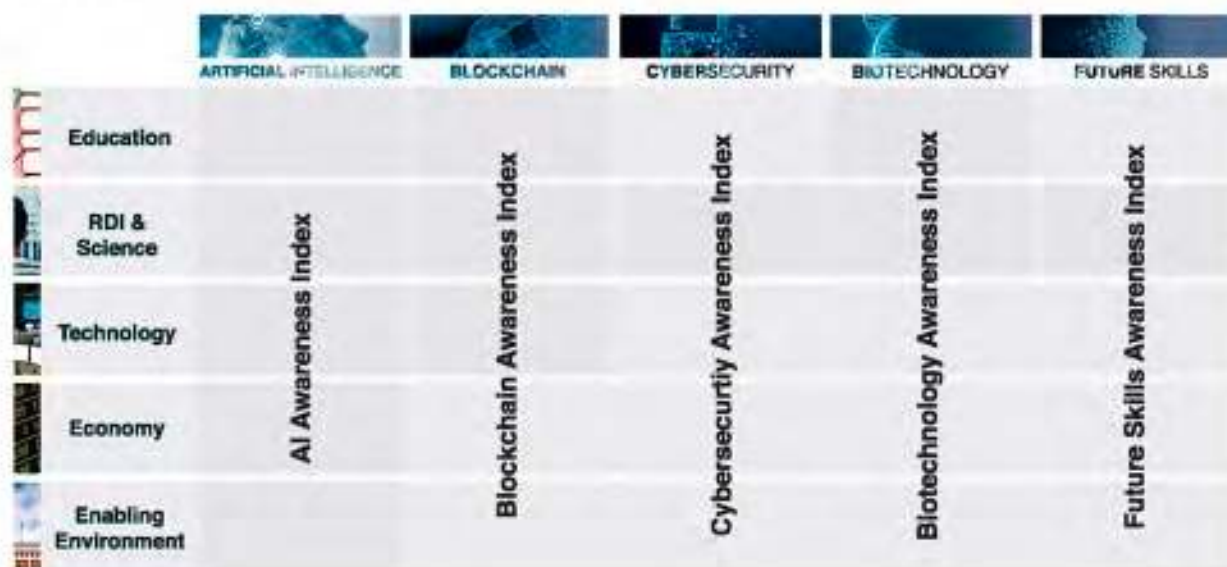 ARTIFICIAL INTELLIGENCE
BLOCKCHAIN
CYBERSECURITY
BIOTECHNOLOGY
FUTURE SKILLS
Education
RDI &
Science
Technology
Economy
Enabling
Environment
AI Awareness Index
Blockchain Awareness Index
Cybersecurtiy Awareness Index
Biotechnology Awareness Index
Future Skills Awareness Index